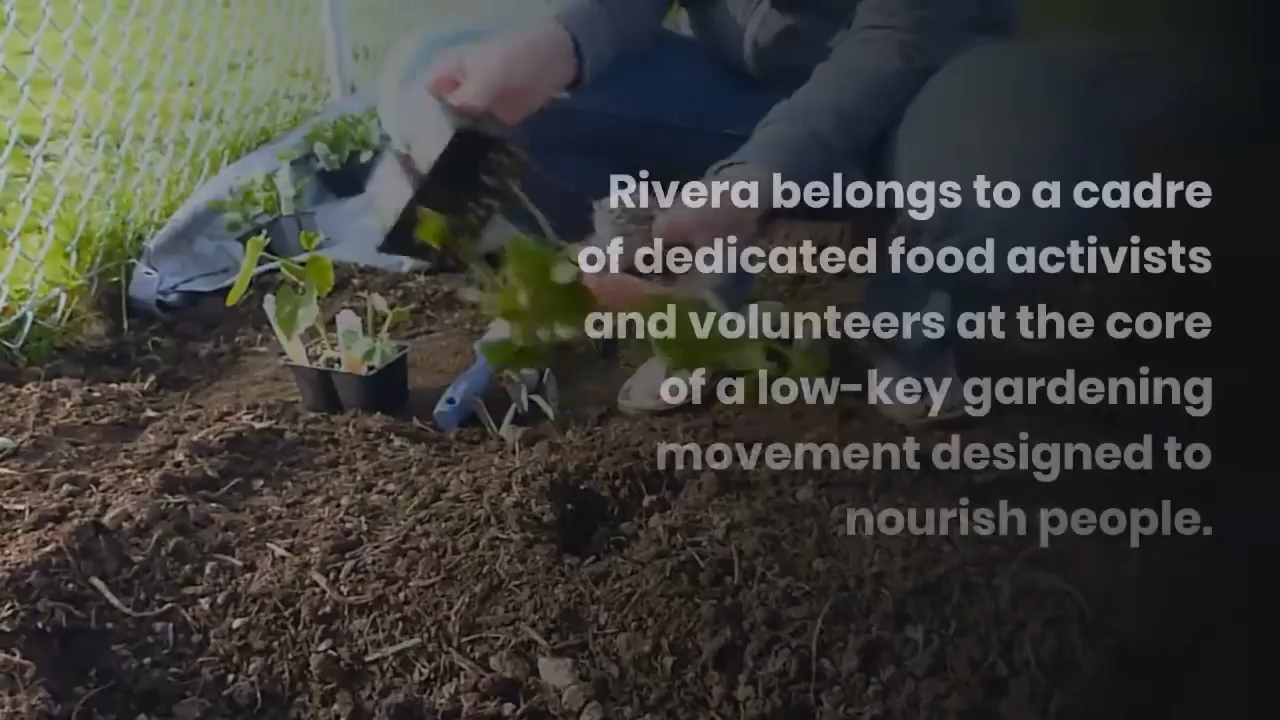 Rivera belongs to a cadre
of dedicated food activists
and volunteers at the core
of a low-key gardening
movement designed to
nourish people.